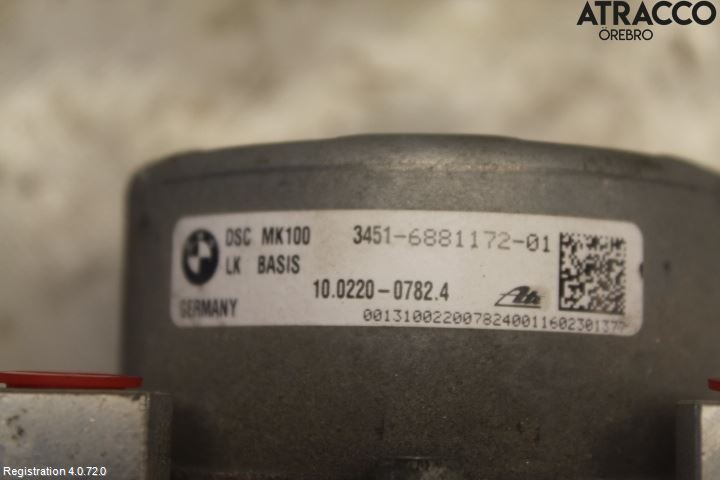 ATRACCO
ÖREBRO
DSC MK100 3451-6881172-01
LK BASIS
10.0220-0782.4 Ate
GERMANY
0013100220078240011602301377
Registration 4.0.72.0